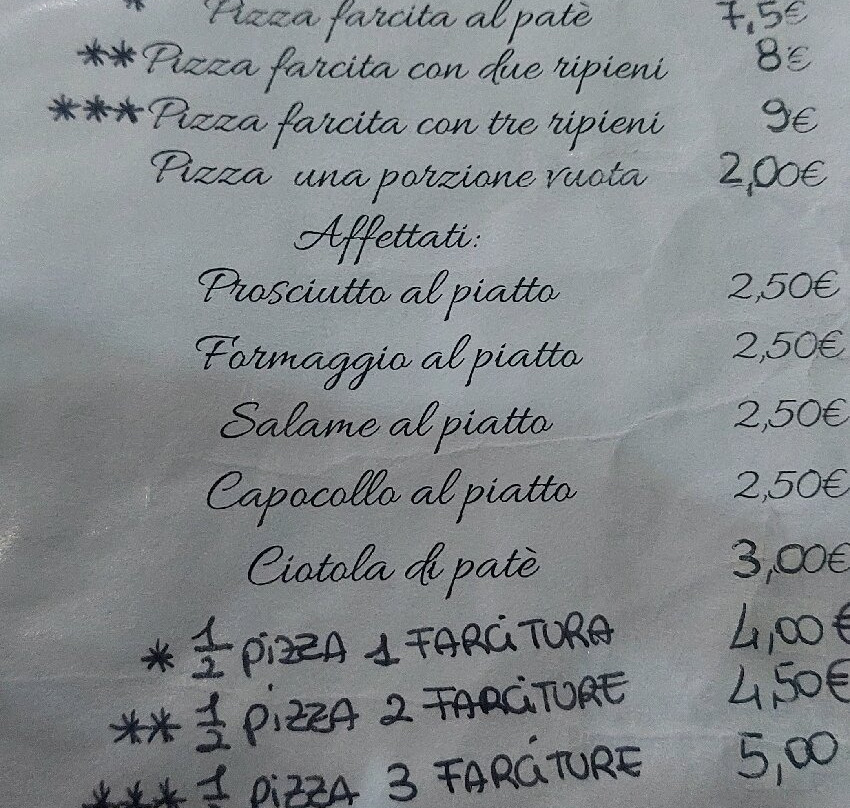 * Pizza farcita al patè 7,5€
** Pizza farcita con due ripieni 8€
*** Pizza farcita con tre ripieni 9€
Pizza una porzione vuota 2,00€
Affettati:
Prosciutto al piatto 2,50€
Formaggio al piatto 2,50€
Salame al piatto 2,50€
Capocollo al piatto 2,50€
Ciotola di patè 3,00€
* 1/2 PIZZA 1 FARCITURA 4,00€
** 1/2 PIZZA 2 FARCITURE 4,50€
*** 1/2 PIZZA 3 FARCITURE 5,00